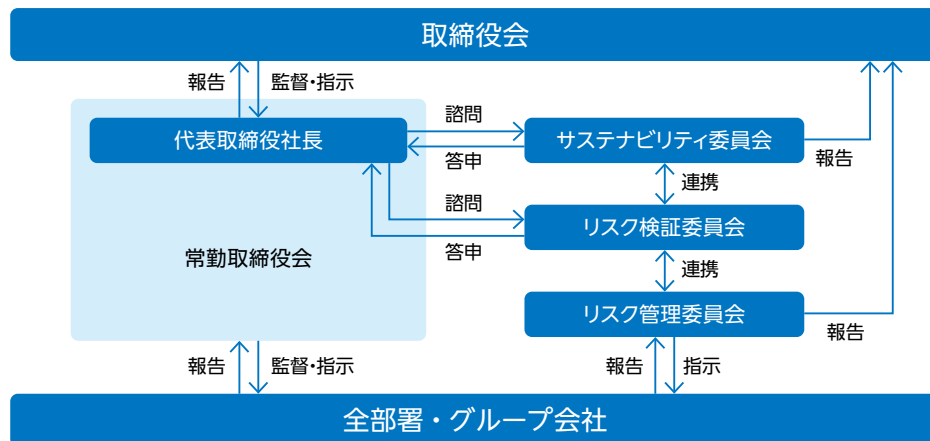 取締役会
報告
監督・指示
代表取締役社長
諮問
答申
サステナビリティ委員会
報告
連携
諮問
答申
リスク検証委員会
常勤取締役会
連携
リスク管理委員会
報告
報告
監督・指示
報告
指示
全部署・グループ会社